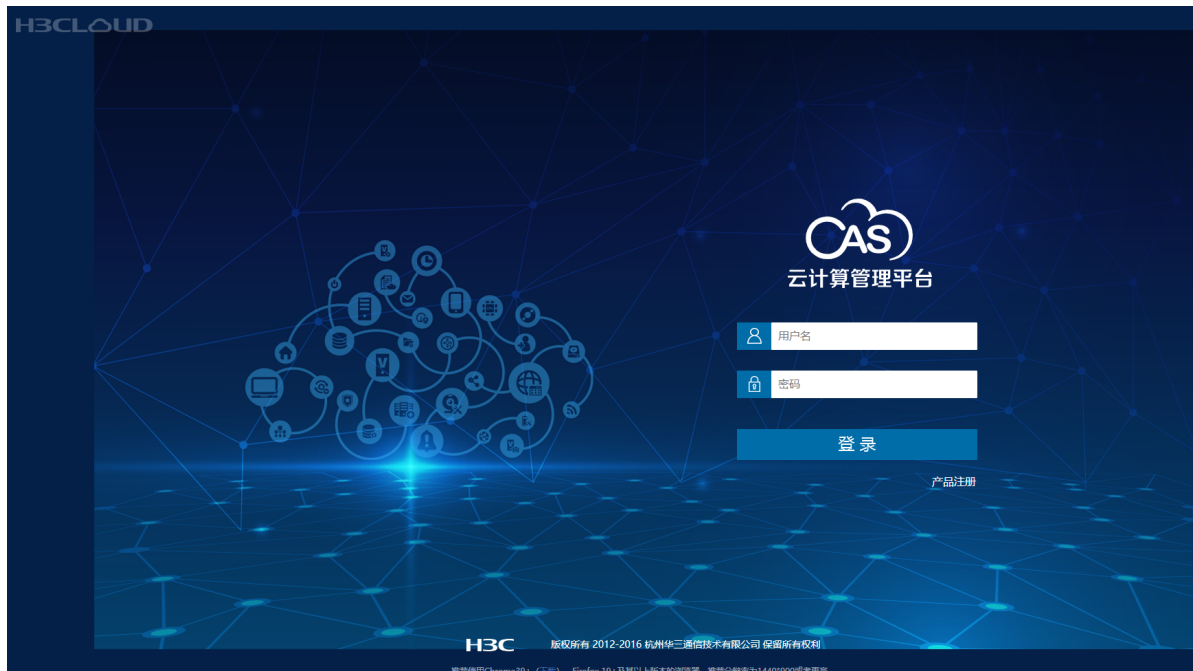 H3CLOUD
CAS
云计算管理平台
用户名
密码
登录
产品注册
H3C 版权所有 2012-2016 杭州华三通信技术有限公司 保留所有权利